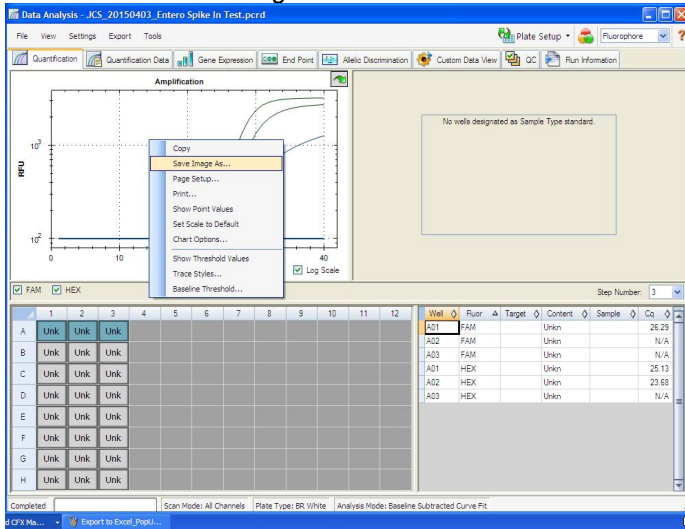 Data Analysis - JCS_20150403_Entero Spike In Test.pcrd
File View Settings Export Tools Plate Setup Fluorophore ?
Quantification Quantification Data Gene Expression End Point Allelic Discrimination Custom Data View QC Run Information
Amplification
RFU
10^3
10^2
0 10 40
Copy
Save Image As...
Page Setup...
Print...
Show Point Values
Set Scale to Default
Chart Options...
Show Threshold Values
Trace Styles...
Baseline Threshold...
Log Scale
No wells designated as Sample Type standard.
FAM HEX Step Number: 3
1 2 3 4 5 6 7 8 9 10 11 12
A Unk Unk Unk
B Unk Unk Unk
C Unk Unk Unk
D Unk Unk Unk
E Unk Unk Unk
F Unk Unk Unk
G Unk Unk Unk
H Unk Unk Unk
Well Fluor Target Content Sample Cq
A01 FAM Unkn 26.29
A02 FAM Unkn N/A
A03 FAM Unkn N/A
A01 HEX Unkn 25.13
A02 HEX Unkn 23.68
A03 HEX Unkn N/A
Completed Scan Mode: All Channels Plate Type: BR White Analysis Mode: Baseline Subtracted Curve Fit
d CFX Ma... Export to Excel_PopU...